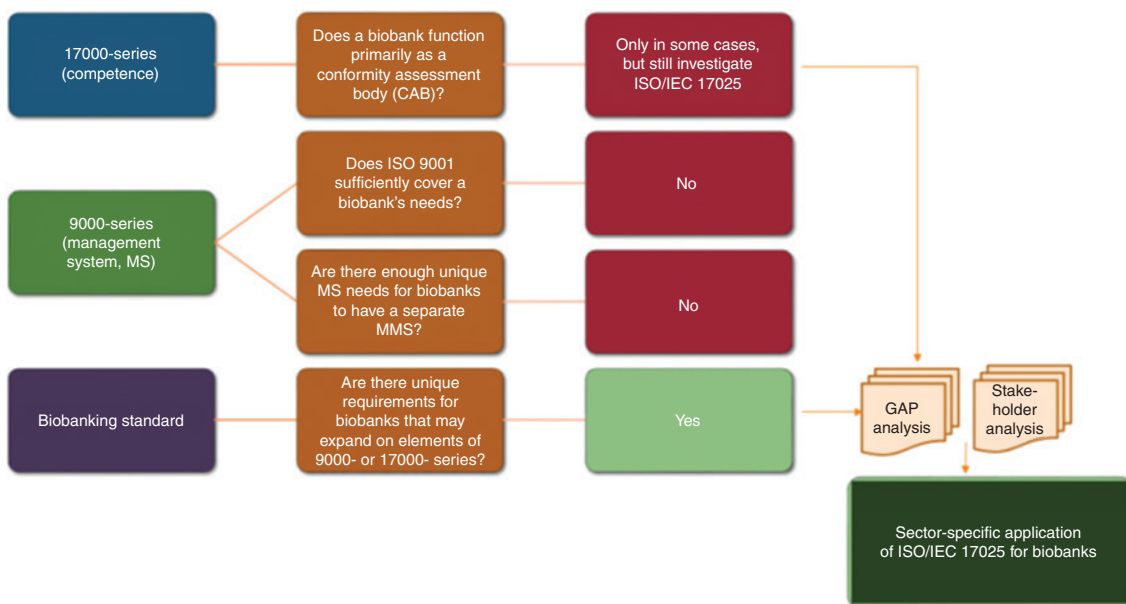 17000-series
(competence)
Does a biobank function
primarily as a
conformity assessment
body (CAB)?
Only in some cases,
but still investigate
ISO/IEC 17025
9000-series
(management
system, MS)
Does ISO 9001
sufficiently cover a
biobank's needs?
No
Are there enough unique
MS needs for biobanks
to have a separate
MMS?
No
Biobanking standard
Are there unique
requirements for
biobanks that may
expand on elements of
9000- or 17000- series?
Yes
GAP
analysis
Stake-
holder
analysis
Sector-specific application
of ISO/IEC 17025 for biobanks